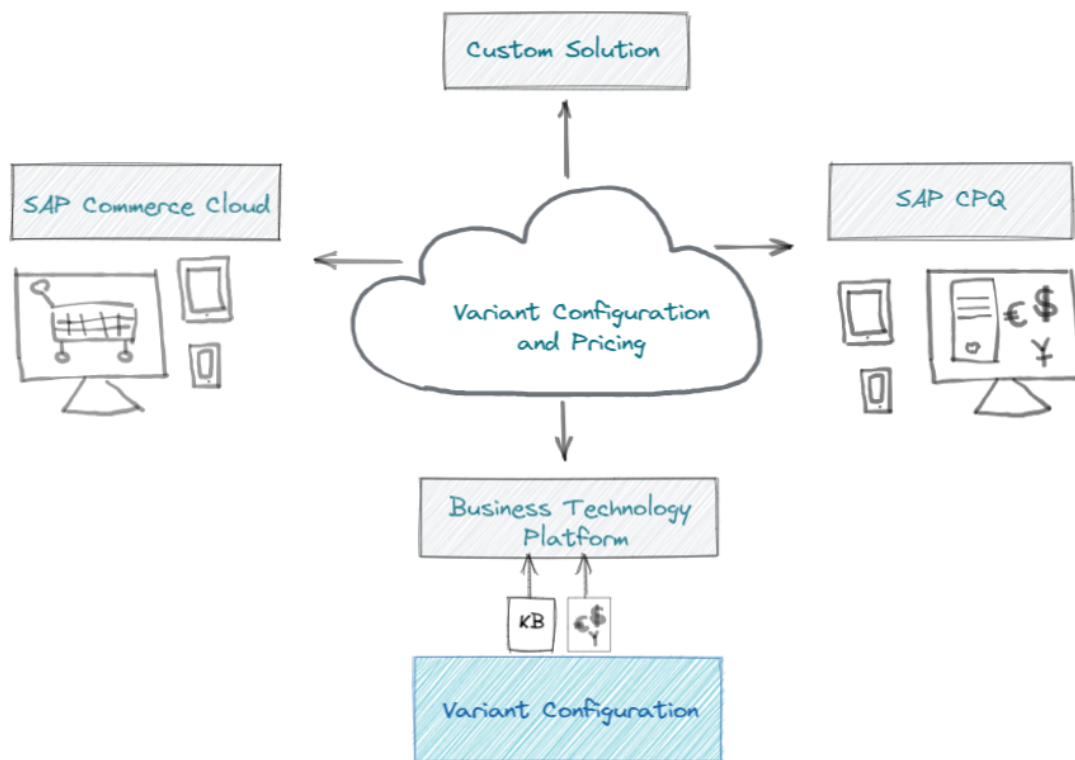 Custom Solution
SAP Commerce Cloud
SAP CPQ
Variant Configuration
and Pricing
€ $
¥
Business Technology
Platform
KB
€ $
¥
Variant Configuration